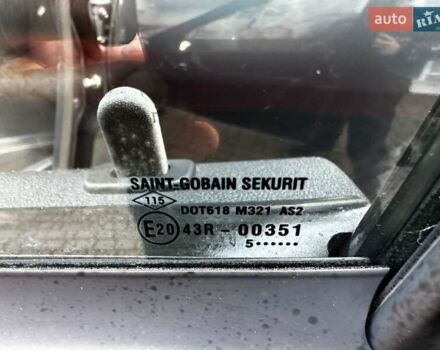 auto RIA
SAINT-GOBAIN SEKURIT
115 DOT618 M321 AS2
E20 43R-00351
5••••••